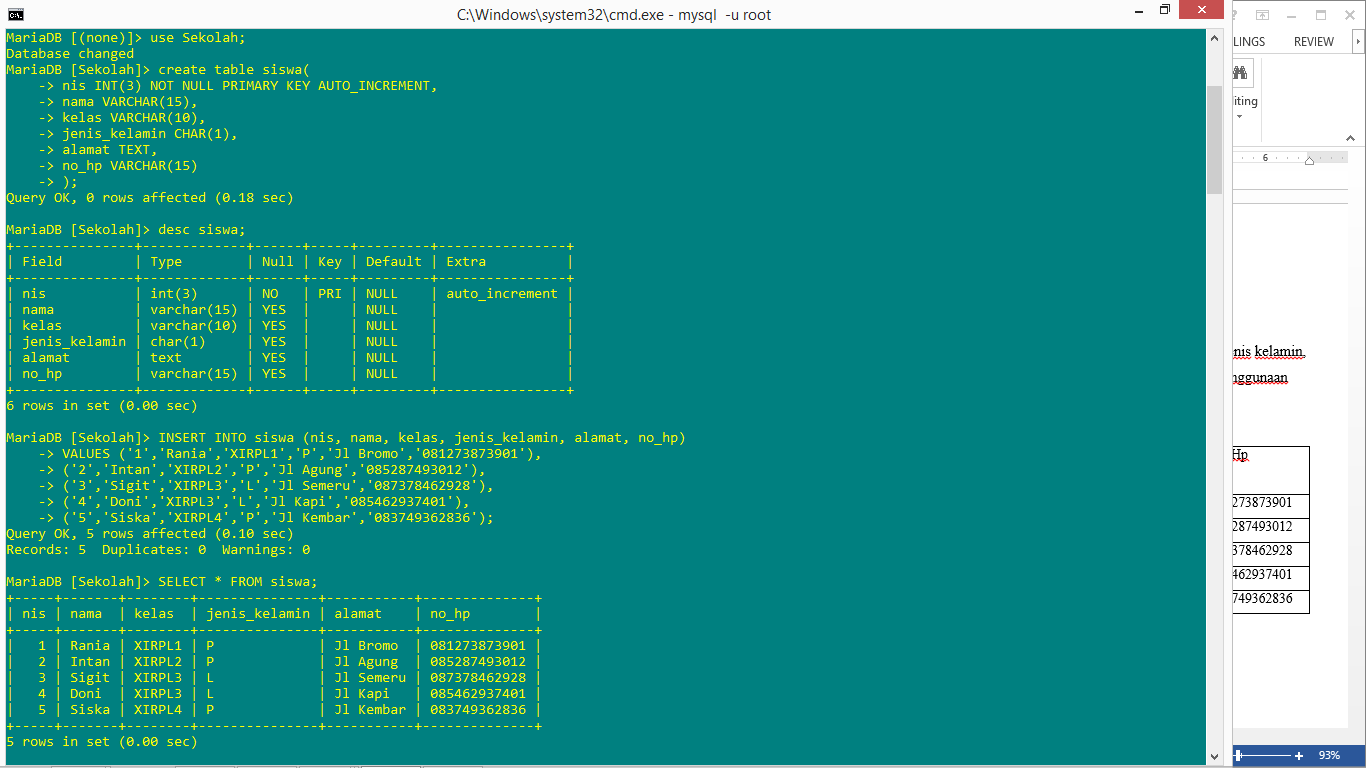 C:\Windows\system32\cmd.exe - mysql  -u root
MariaDB [(none)]> use Sekolah;
Database changed
MariaDB [Sekolah]> create table siswa(
    -> nis INT(3) NOT NULL PRIMARY KEY AUTO_INCREMENT,
    -> nama VARCHAR(15),
    -> kelas VARCHAR(10),
    -> jenis_kelamin CHAR(1),
    -> alamat TEXT,
    -> no_hp VARCHAR(15)
    -> );
Query OK, 0 rows affected (0.18 sec)
MariaDB [Sekolah]> desc siswa;
+---------------+-------------+------+-----+---------+----------------+
| Field         | Type        | Null | Key | Default | Extra          |
+---------------+-------------+------+-----+---------+----------------+
| nis           | int(3)      | NO   | PRI | NULL    | auto_increment |
| nama          | varchar(15) | YES  |     | NULL    |                |
| kelas         | varchar(10) | YES  |     | NULL    |                |
| jenis_kelamin | char(1)     | YES  |     | NULL    |                |
| alamat        | text        | YES  |     | NULL    |                |
| no_hp         | varchar(15) | YES  |     | NULL    |                |
+---------------+-------------+------+-----+---------+----------------+
6 rows in set (0.00 sec)
MariaDB [Sekolah]> INSERT INTO siswa (nis, nama, kelas, jenis_kelamin, alamat, no_hp)
    -> VALUES ('1','Rania','XIRPL1','P','Jl Bromo','081273873901'),
    -> ('2','Intan','XIRPL2','P','Jl Agung','085287493012'),
    -> ('3','Sigit','XIRPL3','L','Jl Semeru','087378462928'),
    -> ('4','Doni','XIRPL3','L','Jl Kapi','085462937401'),
    -> ('5','Siska','XIRPL4','P','Jl Kembar','083749362836');
Query OK, 5 rows affected (0.10 sec)
Records: 5  Duplicates: 0  Warnings: 0
MariaDB [Sekolah]> SELECT * FROM siswa;
+-----+-------+--------+---------------+-----------+--------------+
| nis | nama  | kelas  | jenis_kelamin | alamat    | no_hp        |
+-----+-------+--------+---------------+-----------+--------------+
|   1 | Rania | XIRPL1 | P             | Jl Bromo  | 081273873901 |
|   2 | Intan | XIRPL2 | P             | Jl Agung  | 085287493012 |
|   3 | Sigit | XIRPL3 | L             | Jl Semeru | 087378462928 |
|   4 | Doni  | XIRPL3 | L             | Jl Kapi   | 085462937401 |
|   5 | Siska | XIRPL4 | P             | Jl Kembar | 083749362836 |
+-----+-------+--------+---------------+-----------+--------------+
5 rows in set (0.00 sec)
LINGS REVIEW
iting
6
enis kelamin,
nggunaan
Hp
273873901
287493012
378462928
462937401
749362836
93%